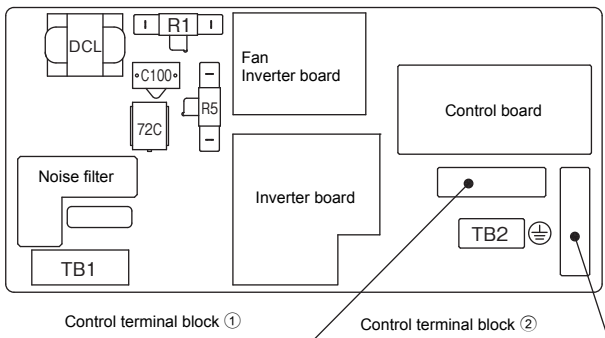 DCL
R1
C100
R5
72C
Fan
Inverter board
Control board
Noise filter
Inverter board
TB2
TB1
Control terminal block ①
Control terminal block ②